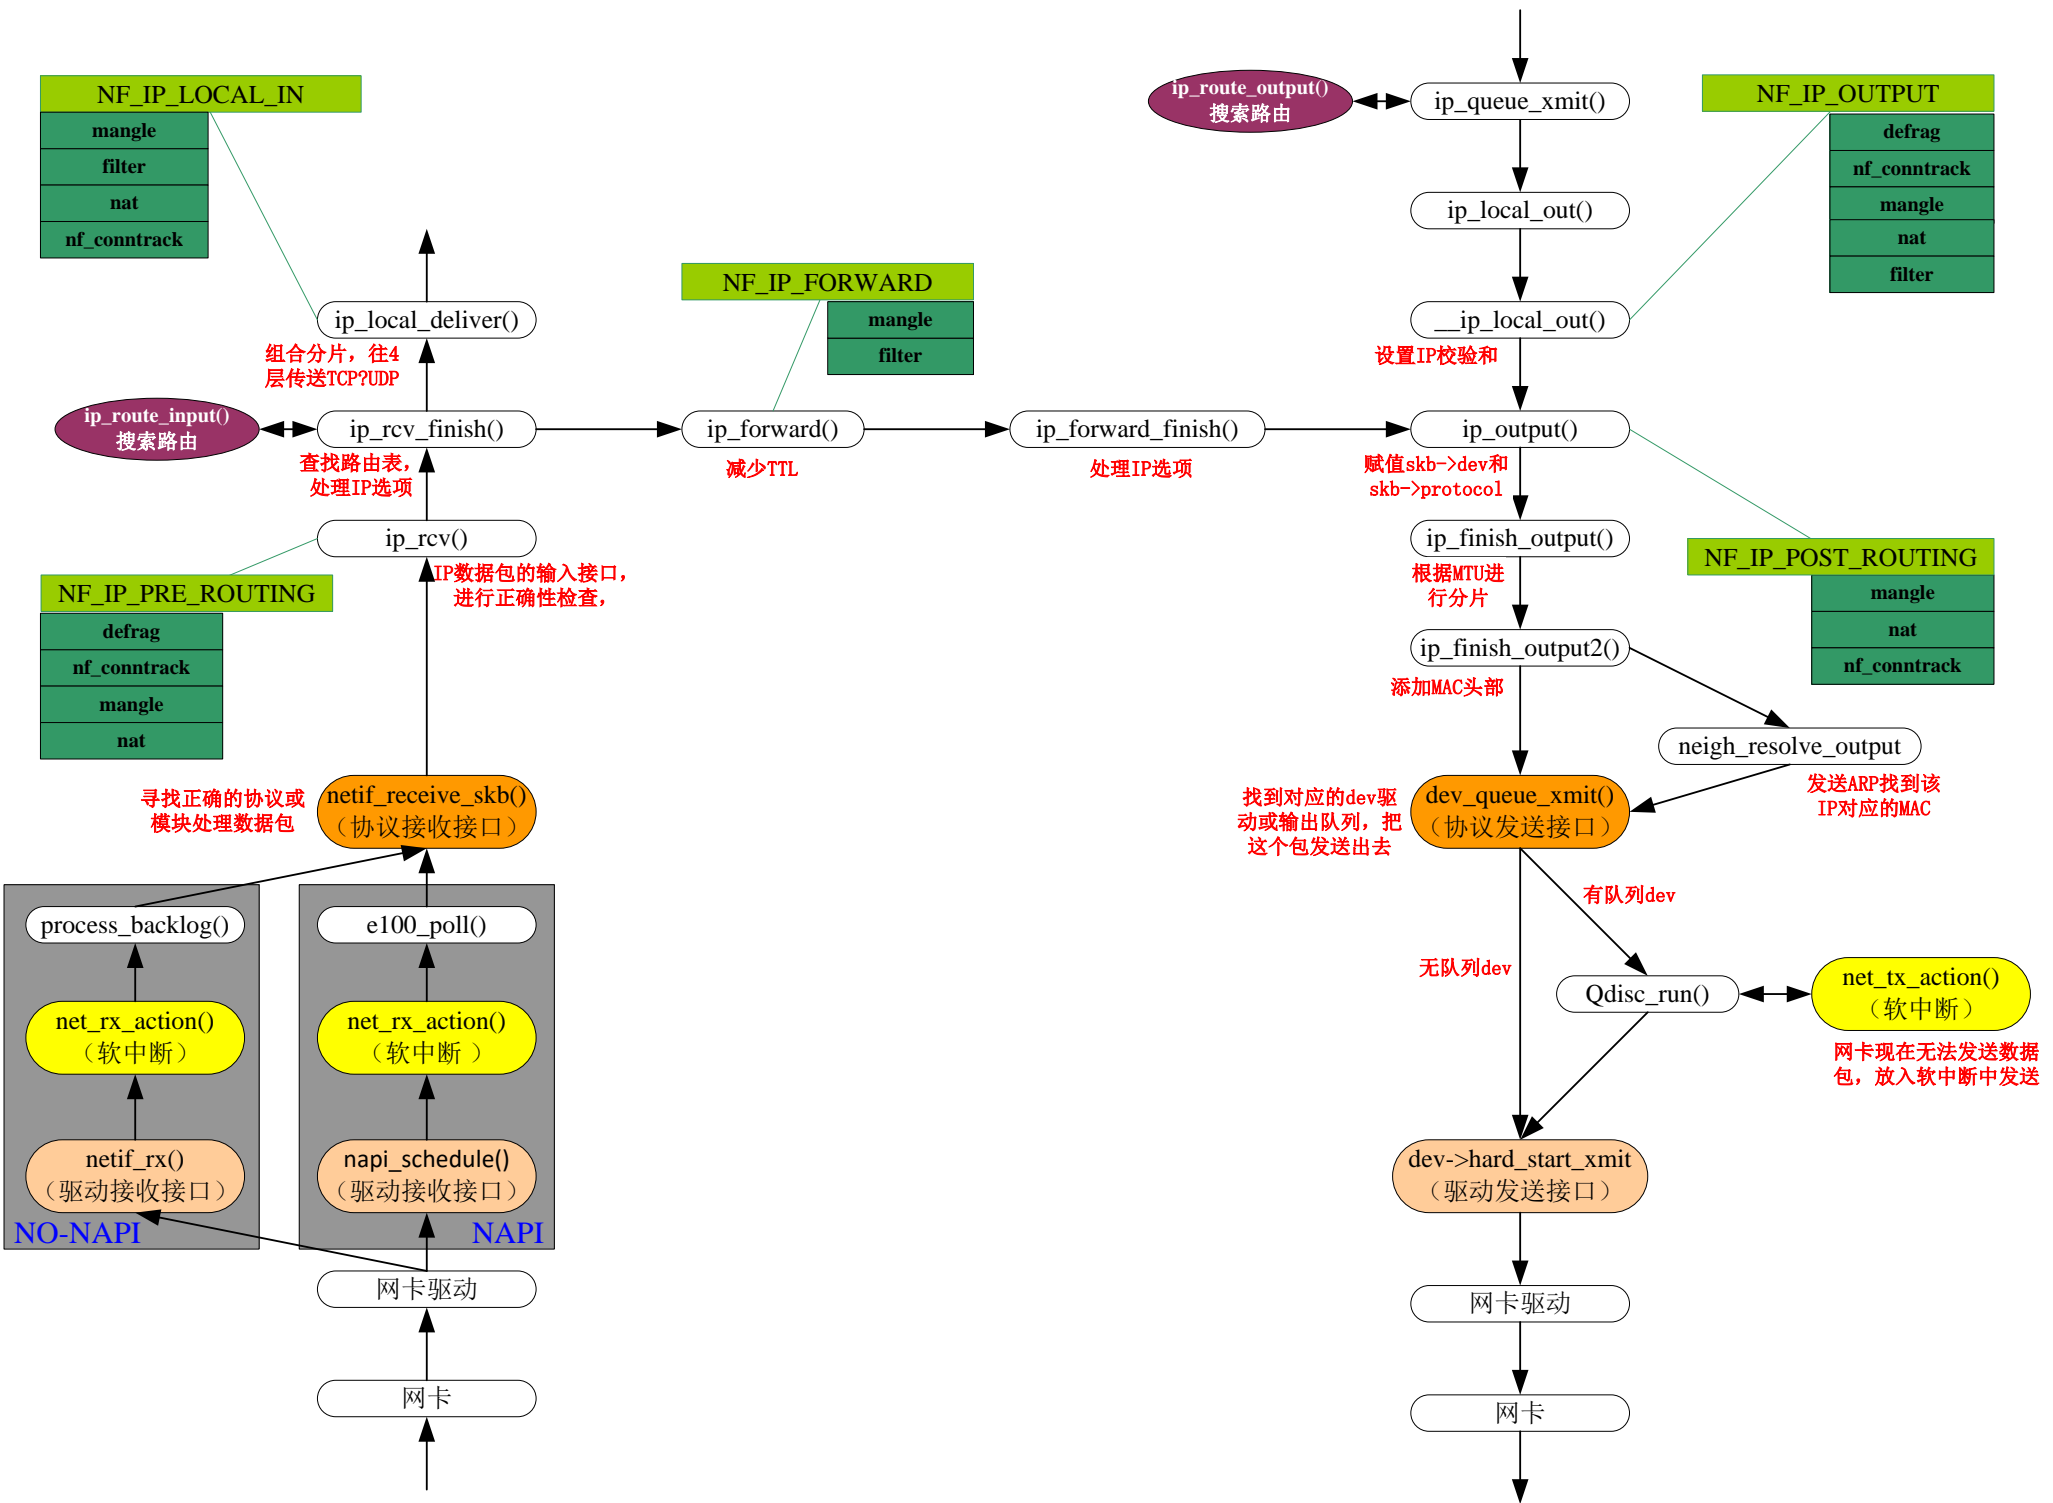 NF_IP_LOCAL_IN
mangle
filter
nat
nf_conntrack
ip_local_deliver()
组合分片，往4
层传送TCP?UDP
ip_route_input()
搜索路由
ip_rcv_finish()
查找路由表，
处理IP选项
ip_rcv()
IP数据包的输入接口，
进行正确性检查，
NF_IP_PRE_ROUTING
defrag
nf_conntrack
mangle
nat
寻找正确的协议或
模块处理数据包
netif_receive_skb()
（协议接收接口）
process_backlog()
net_rx_action()
（软中断）
netif_rx()
（驱动接收接口）
NO-NAPI
e100_poll()
net_rx_action()
（软中断 ）
napi_schedule()
（驱动接收接口）
NAPI
网卡驱动
网卡
NF_IP_FORWARD
mangle
filter
ip_forward()
减少TTL
ip_forward_finish()
处理IP选项
ip_route_output()
搜索路由
ip_queue_xmit()
NF_IP_OUTPUT
defrag
nf_conntrack
mangle
nat
filter
ip_local_out()
__ip_local_out()
设置IP校验和
ip_output()
赋值skb->dev和
skb->protocol
ip_finish_output()
根据MTU进
行分片
NF_IP_POST_ROUTING
mangle
nat
nf_conntrack
ip_finish_output2()
添加MAC头部
neigh_resolve_output
发送ARP找到该
IP对应的MAC
找到对应的dev驱
动或输出队列，把
这个包发送出去
dev_queue_xmit()
（协议发送接口）
有队列dev
无队列dev
Qdisc_run()
net_tx_action()
（软中断）
网卡现在无法发送数据
包，放入软中断中发送
dev->hard_start_xmit
（驱动发送接口）
网卡驱动
网卡